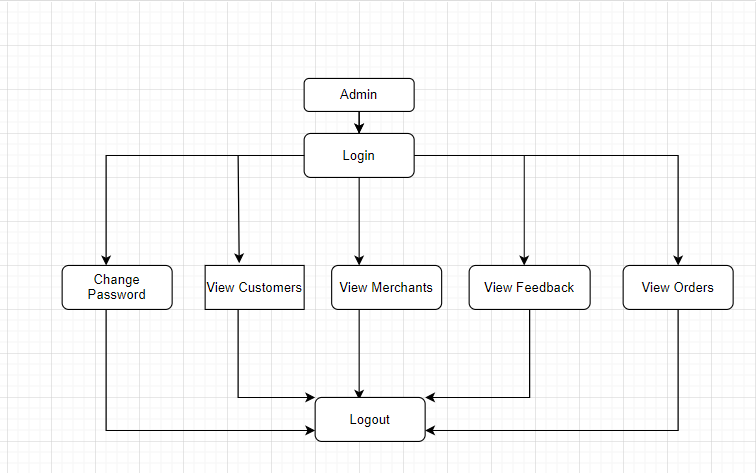 Admin
Login
Change
Password
View Customers
View Merchants
View Feedback
View Orders
Logout